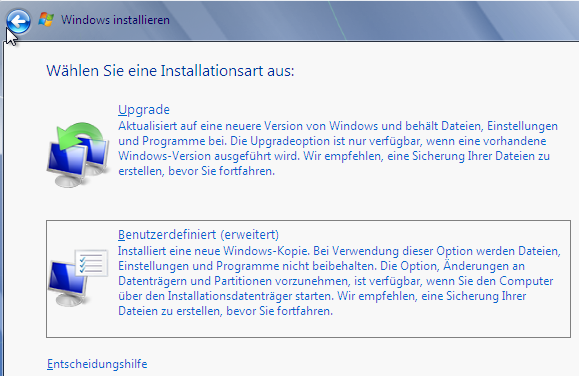 Windows installieren
Wählen Sie eine Installationsart aus:
Upgrade
Aktualisiert auf eine neuere Version von Windows und behält Dateien, Einstellungen
und Programme bei. Die Upgradeoption ist nur verfügbar, wenn eine vorhandene
Windows-Version ausgeführt wird. Wir empfehlen, eine Sicherung Ihrer Dateien zu
erstellen, bevor Sie fortfahren.
Benutzerdefiniert (erweitert)
Installiert eine neue Windows-Kopie. Bei Verwendung dieser Option werden Dateien,
Einstellungen und Programme nicht beibehalten. Die Option, Änderungen an
Datenträgern und Partitionen vorzunehmen, ist verfügbar, wenn Sie den Computer
über den Installationsdatenträger starten. Wir empfehlen, eine Sicherung Ihrer
Dateien zu erstellen, bevor Sie fortfahren.
Entscheidungshilfe